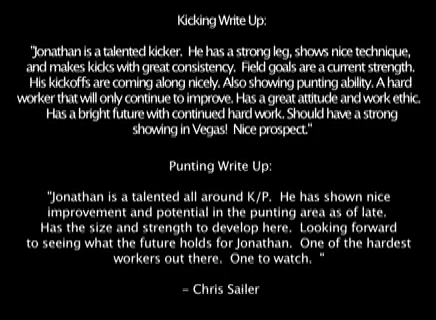 Kicking Write Up:
"Jonathan is a talented kicker. He has a strong leg, shows nice technique,
and makes kicks with great consistency. Field goals are a current strength.
His kickoffs are coming along nicely. Also showing punting ability. A hard
worker that will only continue to improve. Has a great attitude and work ethic.
Has a bright future with continued hard work. Should have a strong
showing in Vegas! Nice prospect."
Punting Write Up:
"Jonathan is a talented all around K/P. He has shown nice
improvement and potential in the punting area as of late.
Has the size and strength to develop here. Looking forward
to seeing what the future holds for Jonathan. One of the hardest
workers out there. One to watch. "
– Chris Sailer